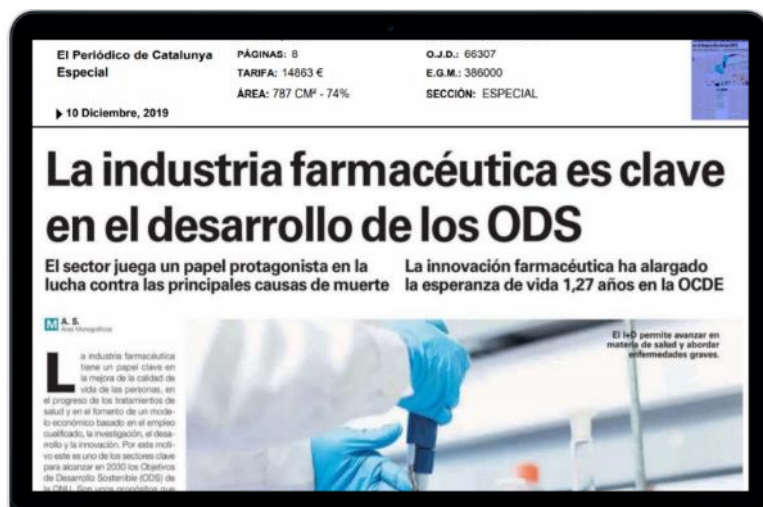 El Periódico de Catalunya
Especial
10 Diciembre, 2019
PÁGINAS: 8
TARIFA: 14863 €
ÁREA: 787 CM² - 74%
O.J.D.: 66307
E.G.M.: 386000
SECCIÓN: ESPECIAL
La industria farmacéutica es clave
en el desarrollo de los ODS
El sector juega un papel protagonista en la
lucha contra las principales causas de muerte
La innovación farmacéutica ha alargado
la esperanza de vida 1,27 años en la OCDE
M A. S.
Área Monográficos
El I+D permite avanzar en
materia de salud y abordar
enfermedades graves.
La industria farmacéutica
tiene un papel clave en
la mejora de la calidad de
vida de las personas, en
el progreso de los tratamientos de
salud y en el fomento de un mode-
lo económico basado en el empleo
cualificado, la investigación, el desa-
rrollo y la innovación. Por este moti-
vo este es uno de los sectores clave
para alcanzar en 2030 los Objetivos
de Desarrollo Sostenible (ODS) de
la ONU. Son unos propósitos que